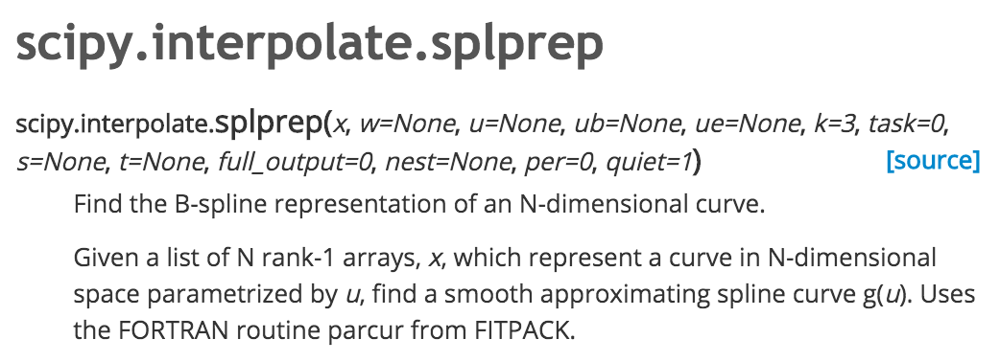 scipy.interpolate.splprep
scipy.interpolate.splprep(x, w=None, u=None, ub=None, ue=None, k=3, task=0,
s=None, t=None, full_output=0, nest=None, per=0, quiet=1) [source]
Find the B-spline representation of an N-dimensional curve.
Given a list of N rank-1 arrays, x, which represent a curve in N-dimensional
space parametrized by u, find a smooth approximating spline curve g(u). Uses
the FORTRAN routine parcur from FITPACK.